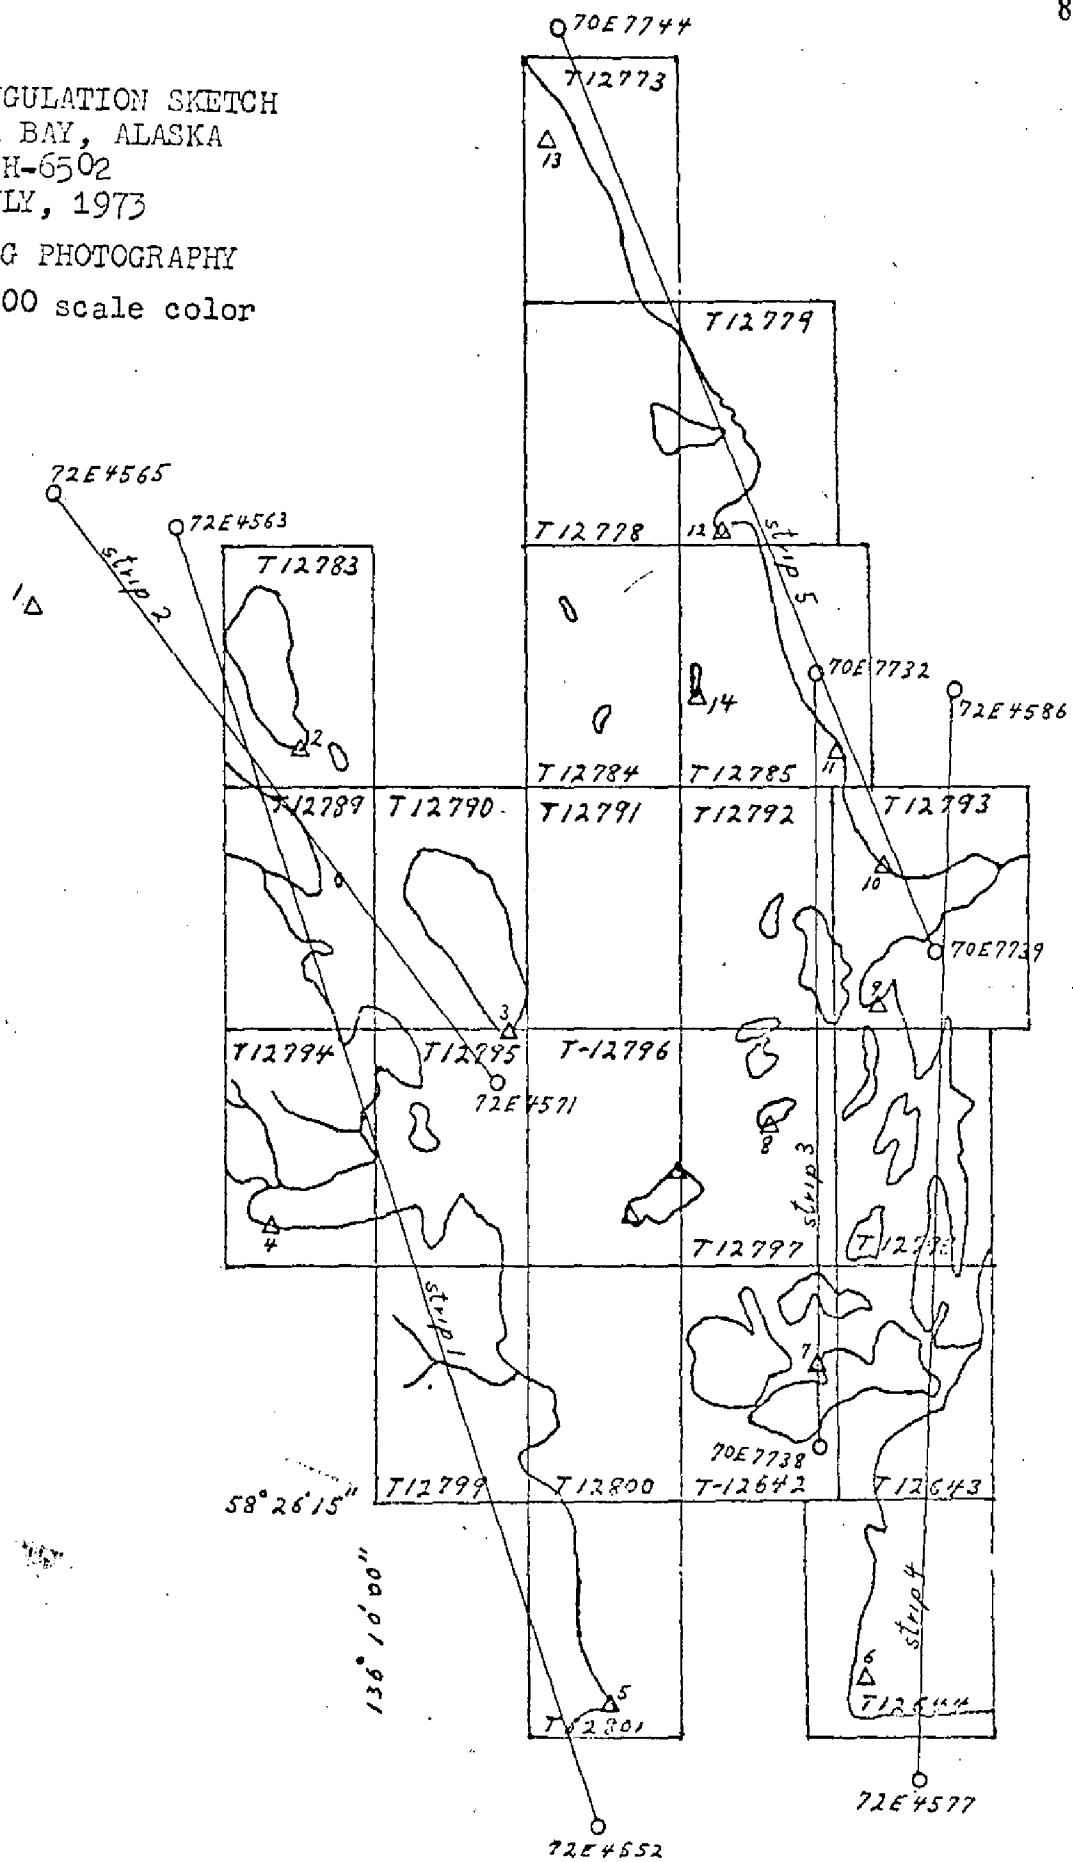 8
GULATION SKETCH
BAY, ALASKA
H-6502
LY, 1973
G PHOTOGRAPHY
00 scale color
70E7744
T12773
13
T12779
72E4565
72E4563
strip 2
T12778
12
strip 5
T12783
1
70E7732
14
72E4586
2
11
T12784
T12785
T12789
T12790
T12791
T12792
T12793
10
70E7739
9
3
T12794
T12795
T-12796
72E4571
8
strip 3
4
T12797
strip 1
7
70E7738
T12799
T12800
T-12642
T12643
58° 26' 15"
136° 10' 00"
strip 4
6
5
T12801
T12644
72E4577
72E4552